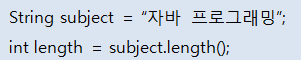 String subject = “자바 프로그래밍”;
int length = subject.length();